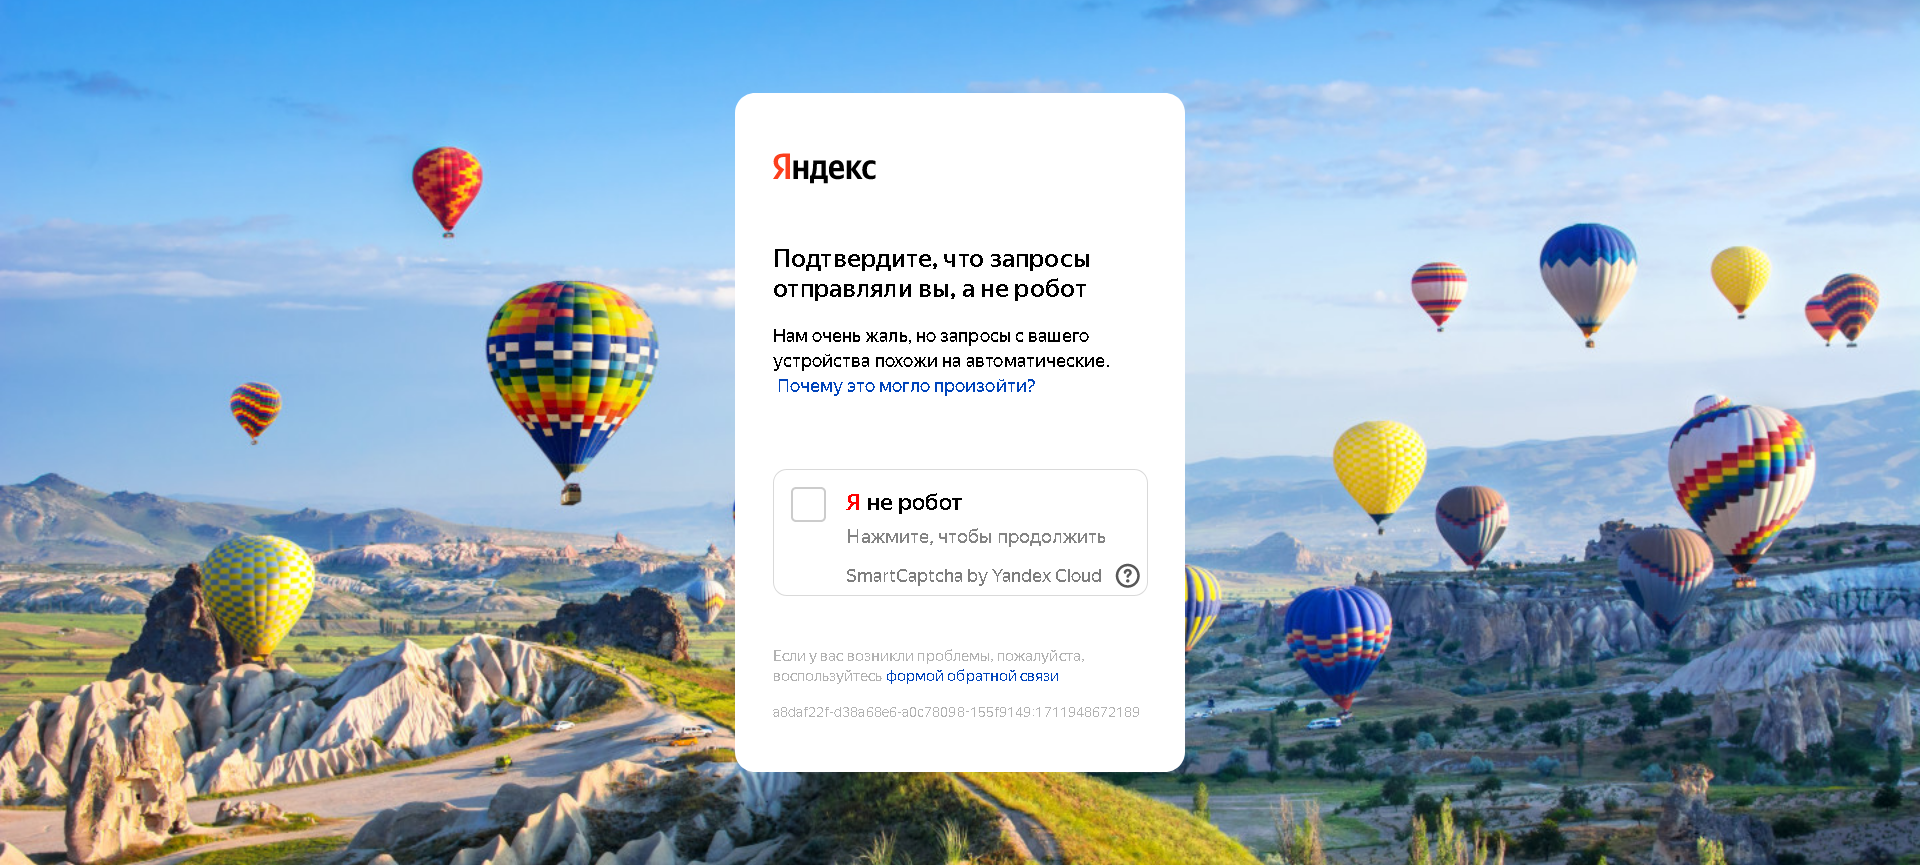 Яндекс
Подтвердите, что запросы
отправляли вы, а не робот
Нам очень жаль, но запросы с вашего
устройства похожи на автоматические.
Почему это могло произойти?
Я не робот
Нажмите, чтобы продолжить
SmartCaptcha by Yandex Cloud ?
Если у вас возникли проблемы, пожалуйста,
воспользуйтесь формой обратной связи
a8daf22f-d38a68e6-a0c78098-155f9149:1711948672189